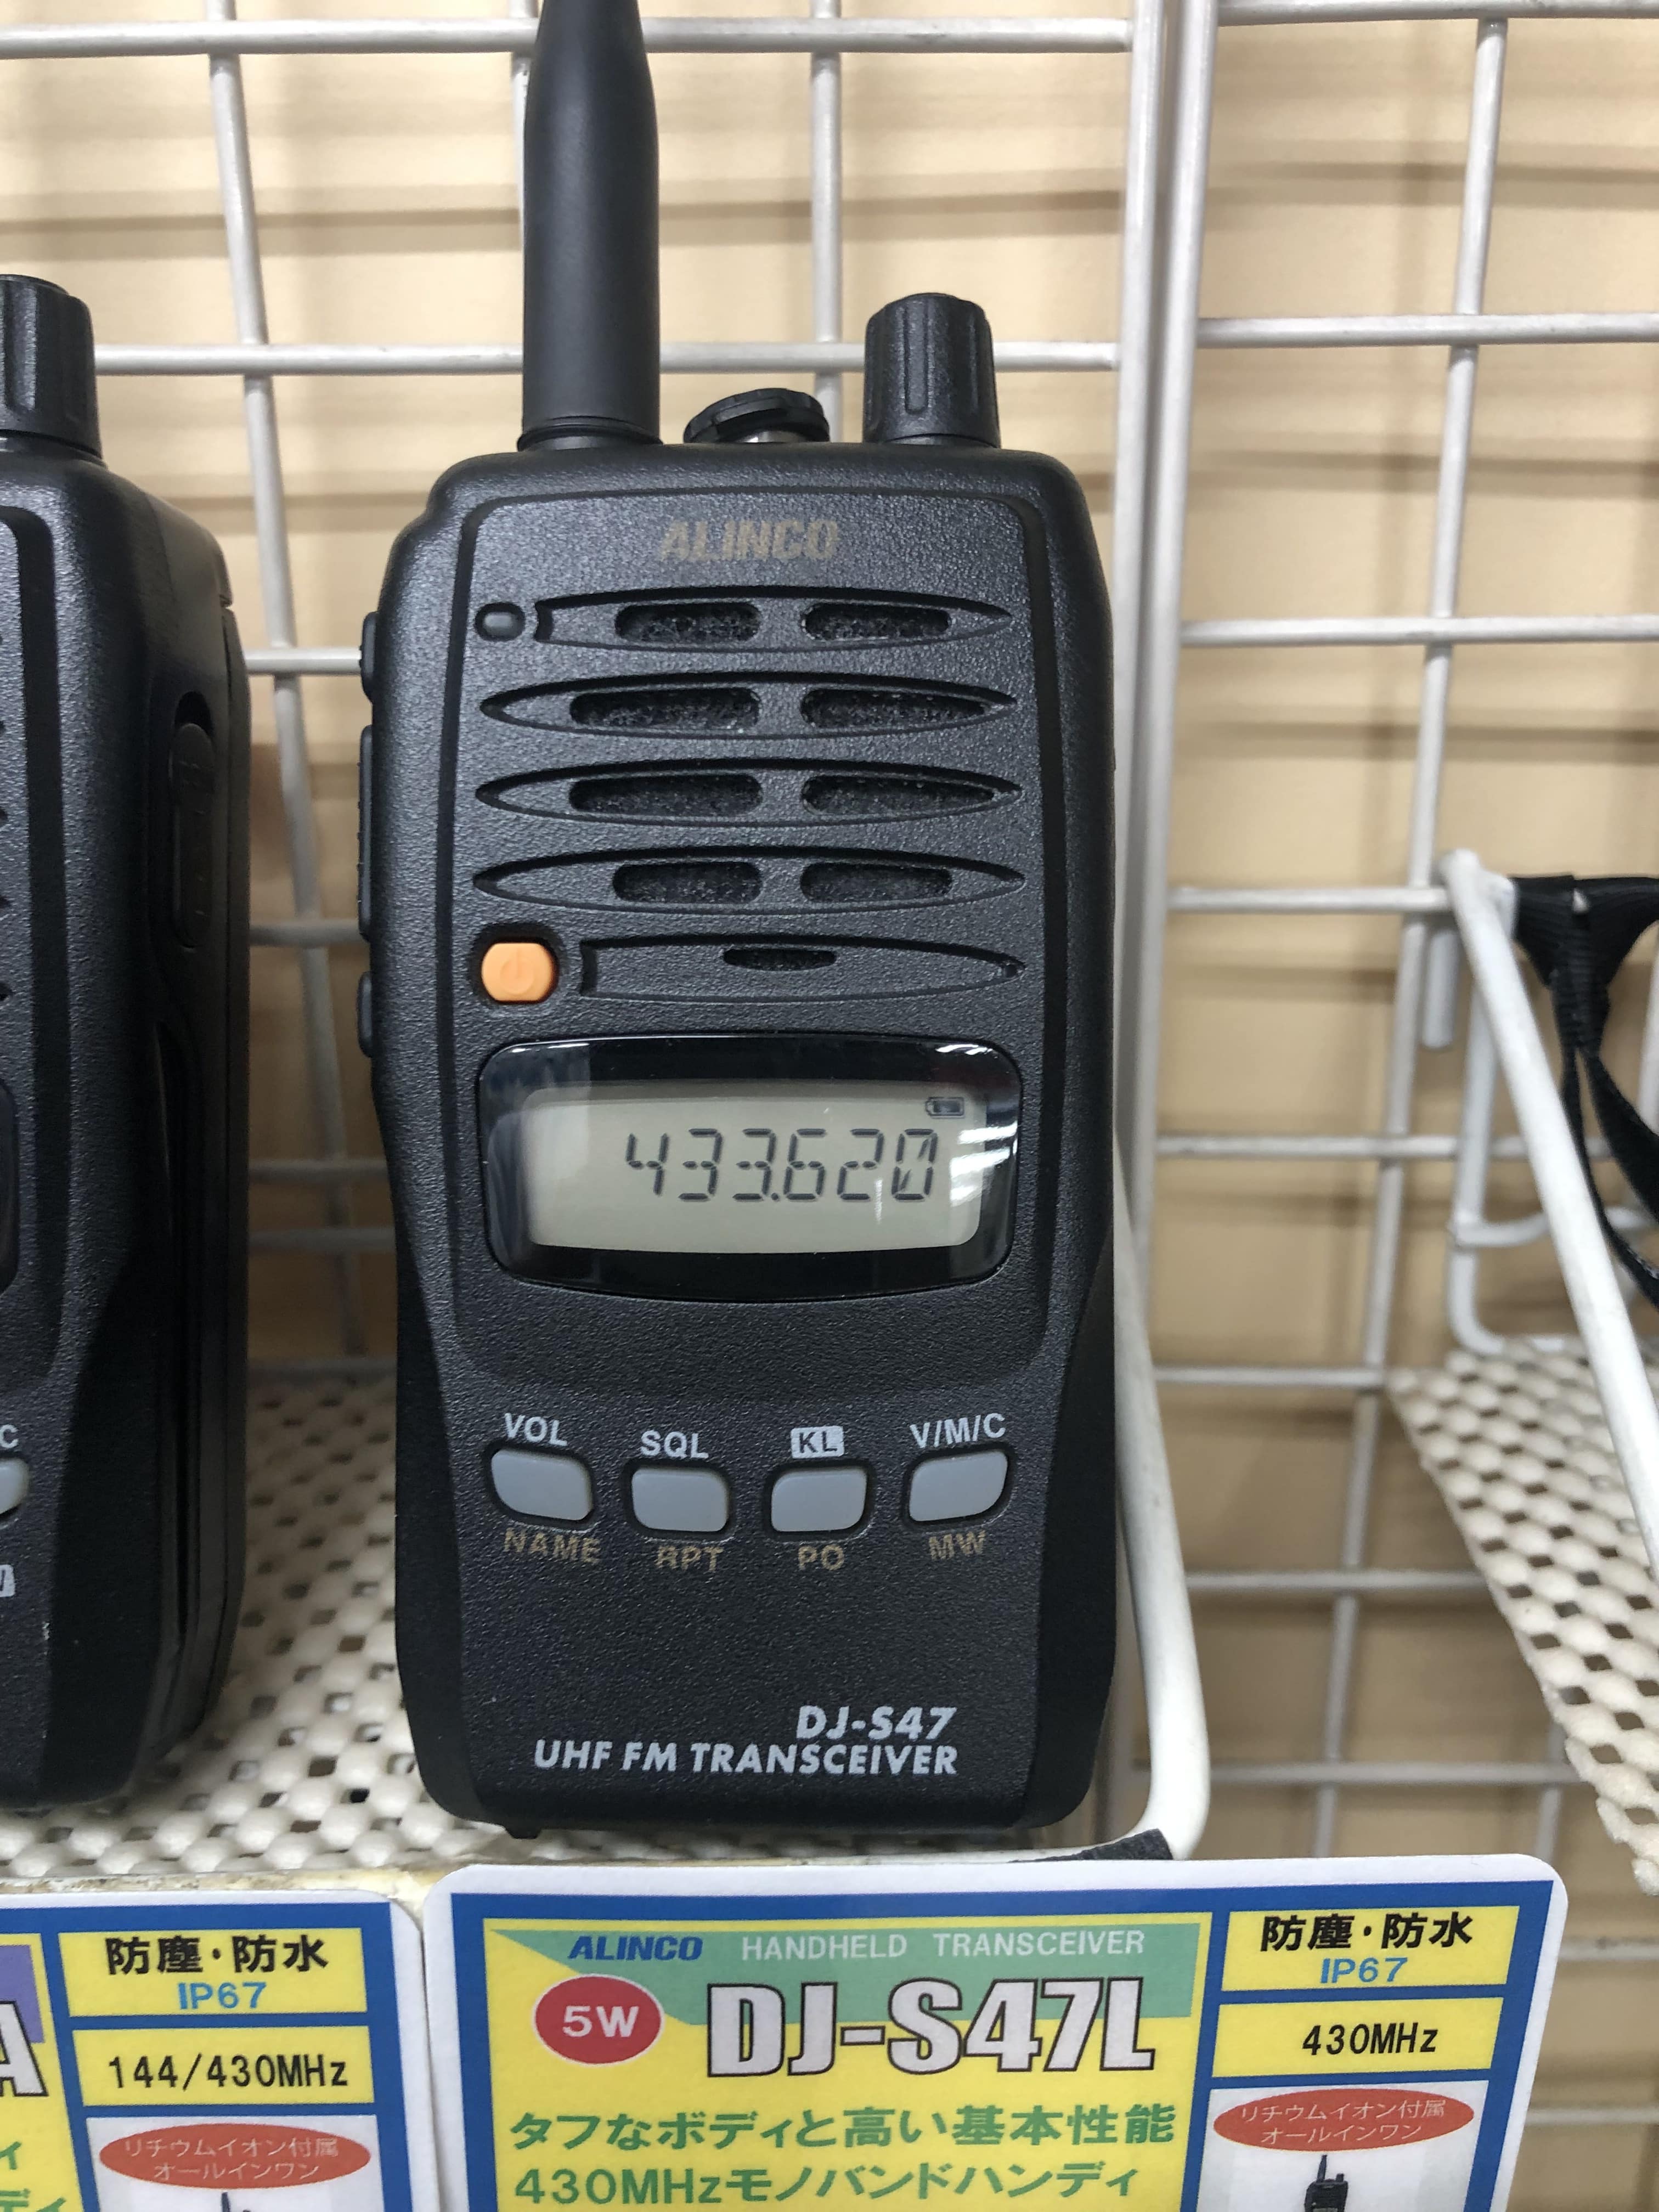 ALINCO
433.620
VOL SQL KL V/M/C
NAME RPT PO MW
DJ-S47
UHF FM TRANSCEIVER
C
防塵・防水
IP67
144/430MHz
リチウムイオン付属
オールインワン
A
ALINCO HANDHELD TRANSCEIVER
5W
DJ-S47L
タフなボディと高い基本性能
430MHzモノバンドハンディ
防塵・防水
IP67
430MHz
リチウムイオン付属
オールインワン